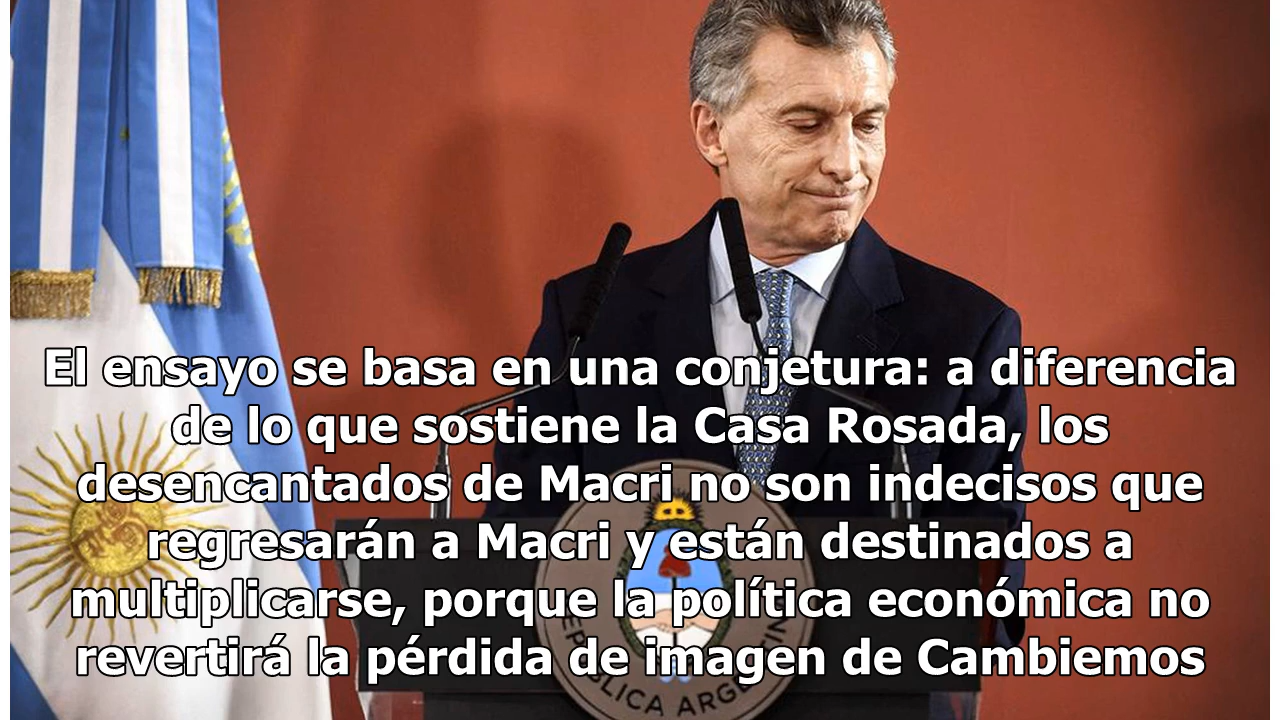 El ensayo se basa en una conjetura: a diferencia
de lo que sostiene la Casa Rosada, los
desencantados de Macri no son indecisos que
regresarán a Macri y están destinados a
multiplicarse, porque la política económica no
revertirá la pérdida de imagen de Cambiemos